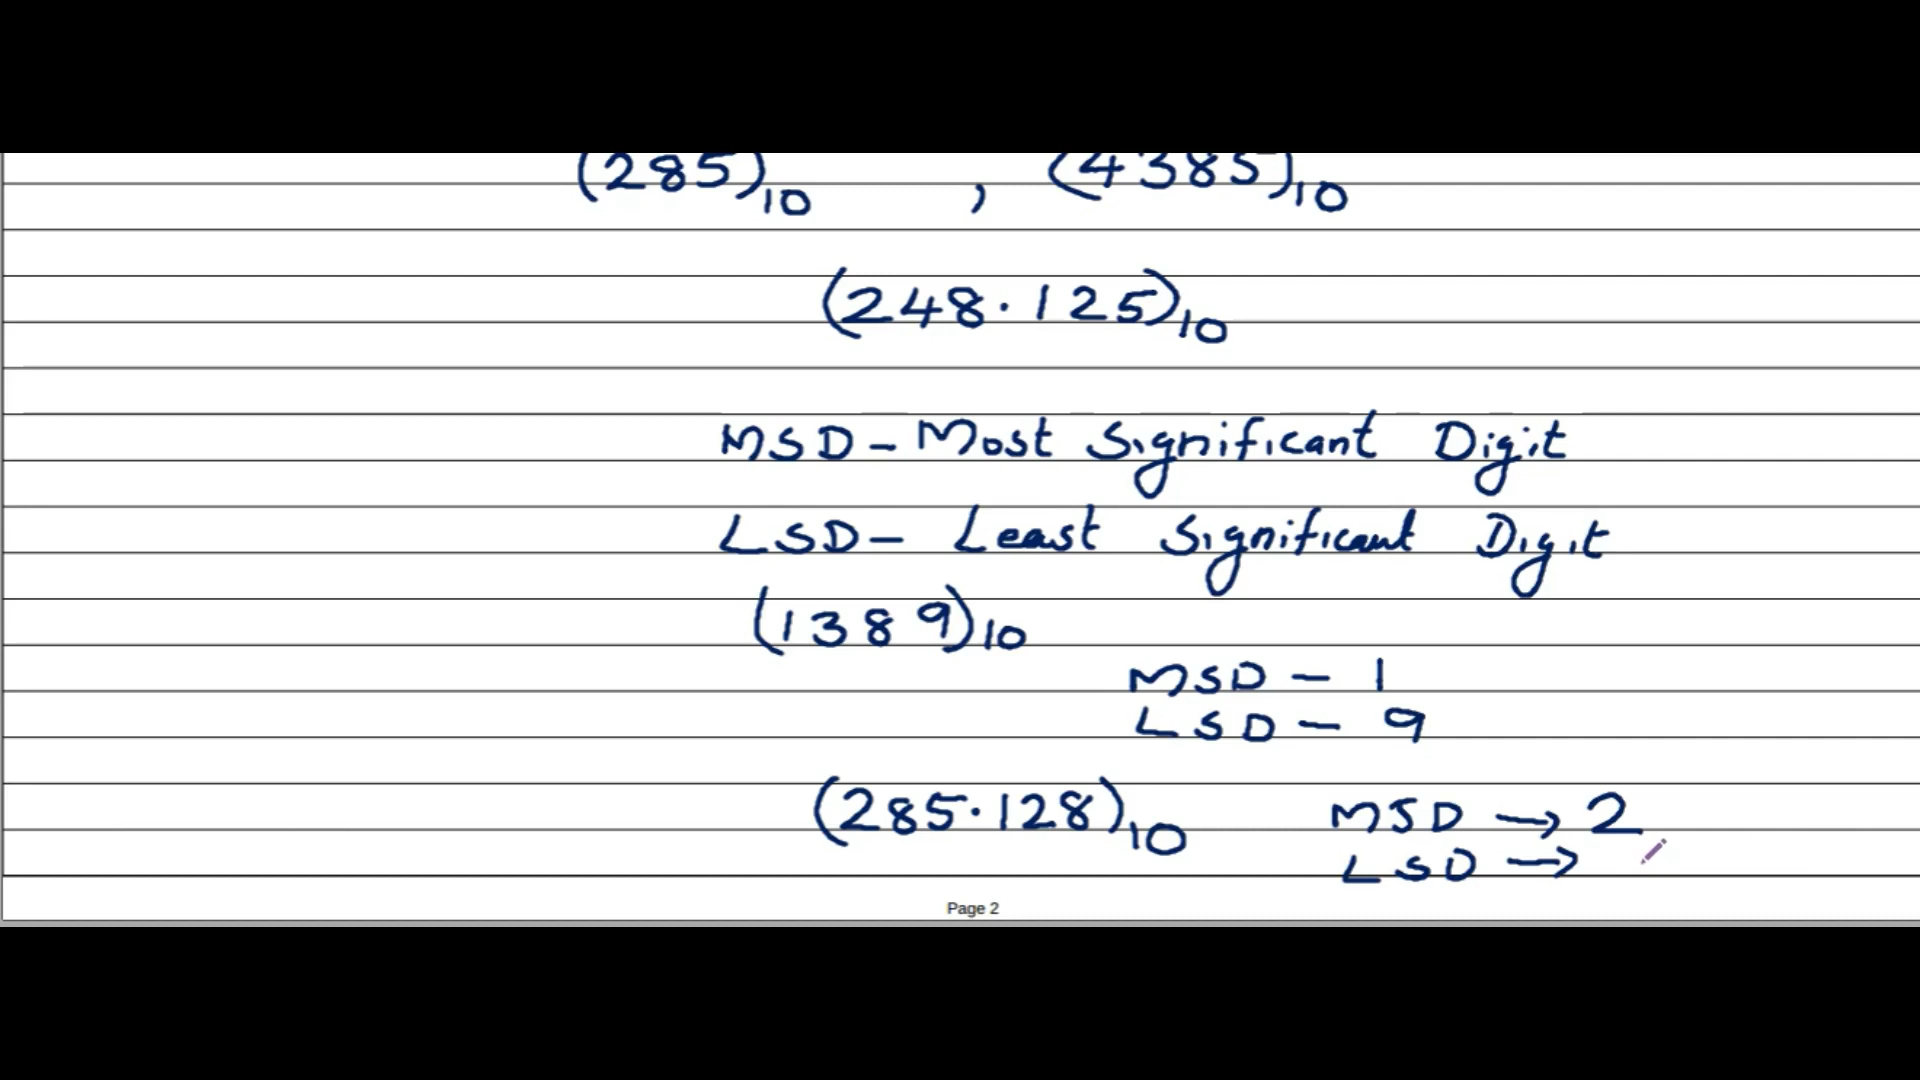 (285)10 , (4385)10
(248.125)10
MSD - Most Significant Digit
LSD - Least Significant Digit
(1389)10
MSD - 1
LSD - 9
(285.128)10 MSD → 2
LSD →
Page 2